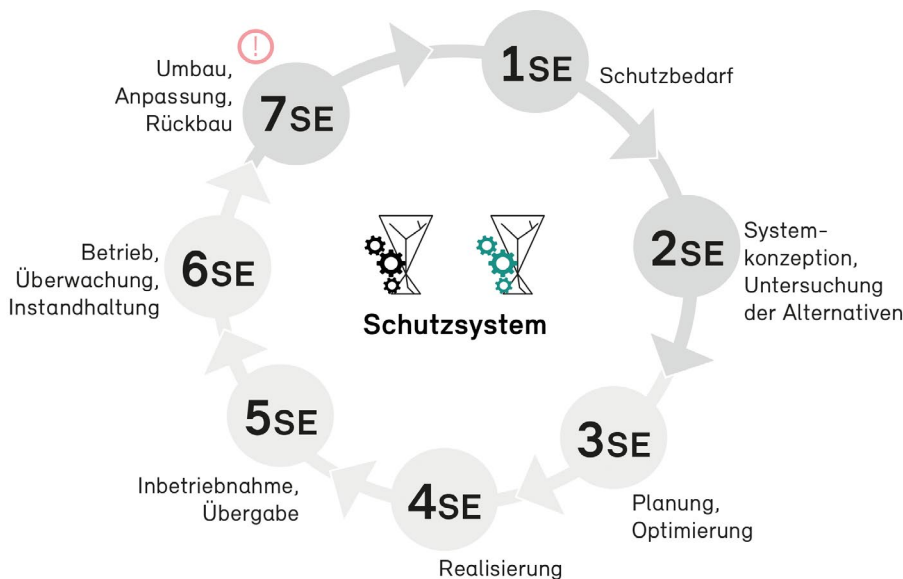 1SE
Schutzbedarf
2SE
System-
konzeption,
Untersuchung
der Alternativen
3SE
Planung,
Optimierung
4SE
Realisierung
5SE
Inbetriebnahme,
Übergabe
6SE
Betrieb,
Überwachung,
Instandhaltung
7SE
!
Umbau,
Anpassung,
Rückbau
Schutzsystem